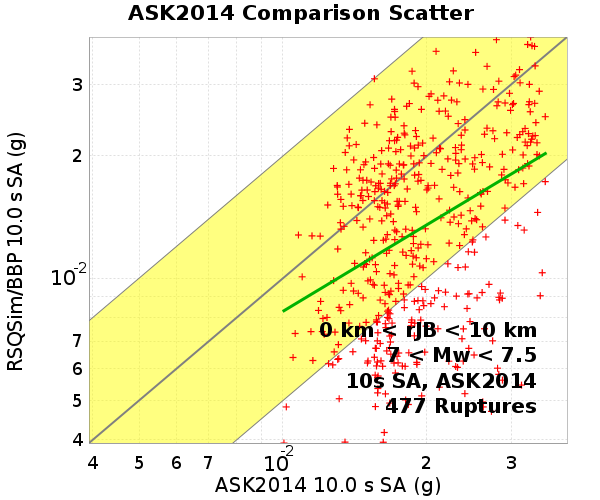 ASK2014 Comparison Scatter
RSQSim/BBP 10.0 s SA (g)
3
2
10-2
7
6
5
4
0 km < rJB < 10 km
7 < Mw < 7.5
10s SA, ASK2014
477 Ruptures
4 5 6 7 10-2 2 3
ASK2014 10.0 s SA (g)